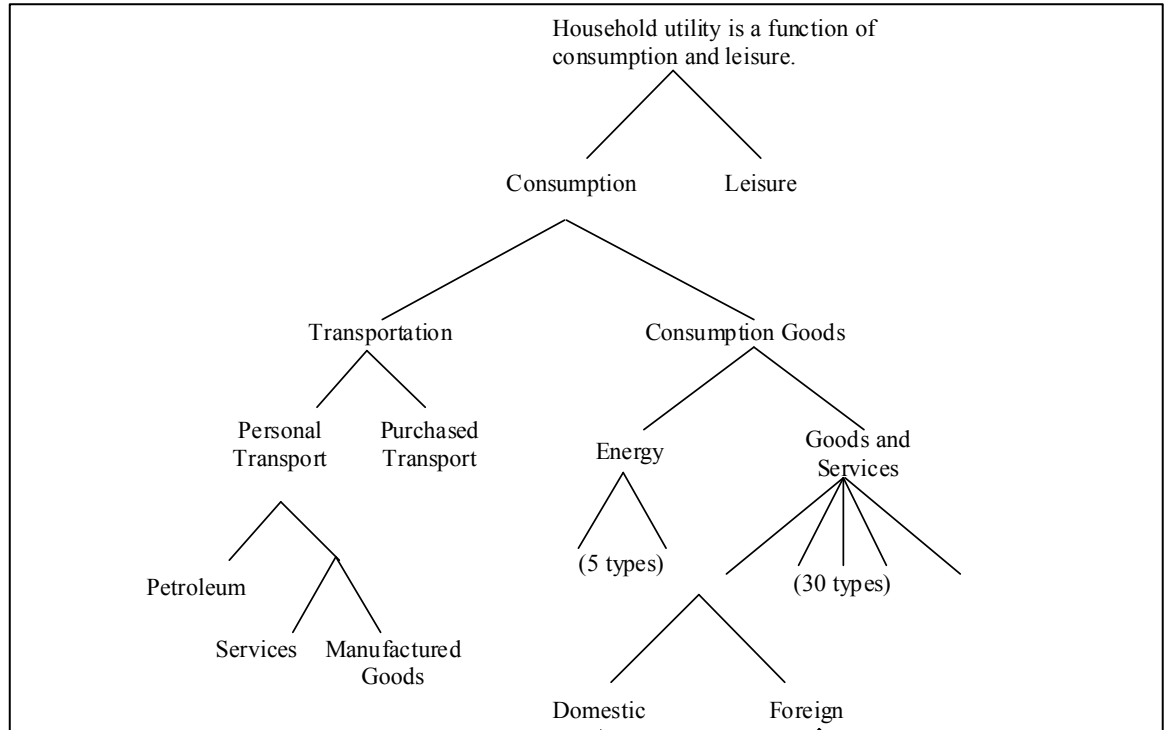 Household utility is a function of
consumption and leisure.
Consumption
Leisure
Transportation
Consumption Goods
Personal
Transport
Purchased
Transport
Energy
Goods and
Services
Petroleum
(5 types)
(30 types)
Services
Manufactured
Goods
Domestic
Foreign